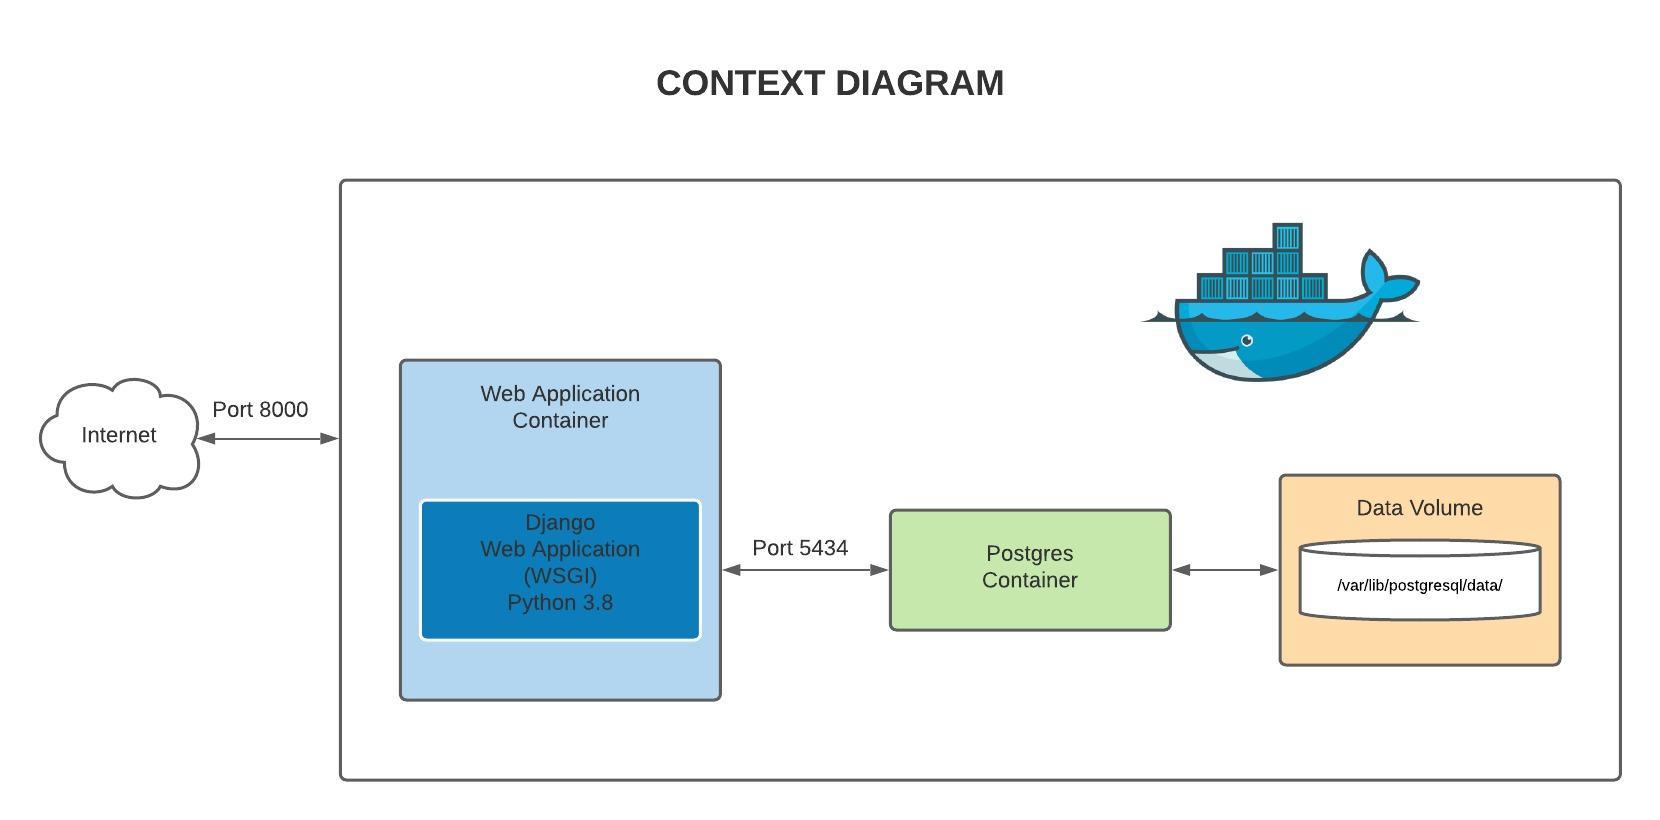 CONTEXT DIAGRAM
Internet
Port 8000
Web Application
Container
Django
Web Application
(WSGI)
Python 3.8
Port 5434
Postgres
Container
Data Volume
/var/lib/postgresql/data/